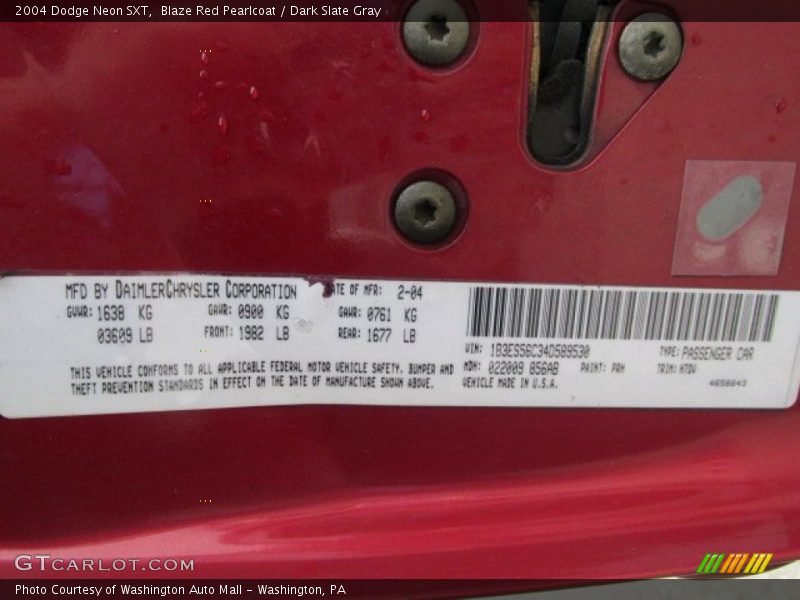 2004 Dodge Neon SXT, Blaze Red Pearlcoat / Dark Slate Gray
MFD BY DAIMLERCHRYSLER CORPORATION ATE OF MFR: 2-04
GVWR: 1638 KG GAWR: 0900 KG GAWR: 0761 KG
03609 LB FRONT: 1982 LB REAR: 1677 LB
THIS VEHICLE CONFORMS TO ALL APPLICABLE FEDERAL MOTOR VEHICLE SAFETY, BUMPER AND
THEFT PREVENTION STANDARDS IN EFFECT ON THE DATE OF MANUFACTURE SHOWN ABOVE.
VIN: 1B3ES56C34D589530 TYPE: PASSENGER CAR
MDH: 022009 856AB PAINT: PRH TRIM: H7DV
VEHICLE MADE IN U.S.A. 4658643
GTCARLOT.COM
Photo Courtesy of Washington Auto Mall - Washington, PA